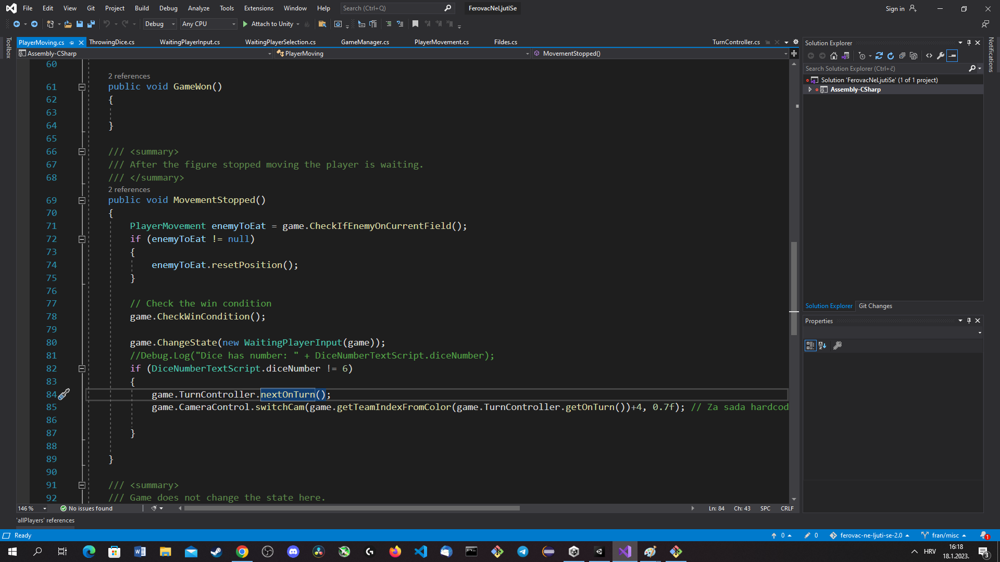 File Edit View Git Project Build Debug Analyze Tools Extensions Window Help Search (Ctrl+Q) FerovacNeLjutiSe Sign in
Debug Any CPU Attach to Unity
PlayerMoving.cs ThrowingDice.cs WaitingPlayerInput.cs WaitingPlayerSelection.cs GameManager.cs PlayerMovement.cs Fildes.cs TurnController.cs
Assembly-CSharp PlayerMoving MovementStopped()
Toolbox
60
2 references
61 public void GameWon()
62 {
63
64 }
65
66 /// <summary>
67 /// After the figure stopped moving the player is waiting.
68 /// </summary>
2 references
69 public void MovementStopped()
70 {
71 PlayerMovement enemyToEat = game.CheckIfEnemyOnCurrentField();
72 if (enemyToEat != null)
73 {
74 enemyToEat.resetPosition();
75 }
76
77 // Check the win condition
78 game.CheckWinCondition();
79
80 game.ChangeState(new WaitingPlayerInput(game));
81 //Debug.Log("Dice has number: " + DiceNumberTextScript.diceNumber);
82 if (DiceNumberTextScript.diceNumber != 6)
83 {
84 game.TurnController.nextOnTurn();
85 game.CameraControl.switchCam(game.getTeamIndexFromColor(game.TurnController.getOnTurn())+4, 0.7f); // Za sada hardcod
86
87 }
88
89 }
90
91 /// <summary>
92 /// Game does not change the state here.
146 % No issues found Ln: 84 Ch: 43 SPC CRLF
'allPlayers' references
Solution Explorer
Search Solution Explorer (Ctrl+č)
Solution 'FerovacNeLjutiSe' (1 of 1 project)
Assembly-CSharp
Solution Explorer Git Changes
Properties
Notifications
Ready 0 0 ferovac-ne-ljuti-se-2.0 fran/misc 1
HRV 16:18
18.1.2023. 3